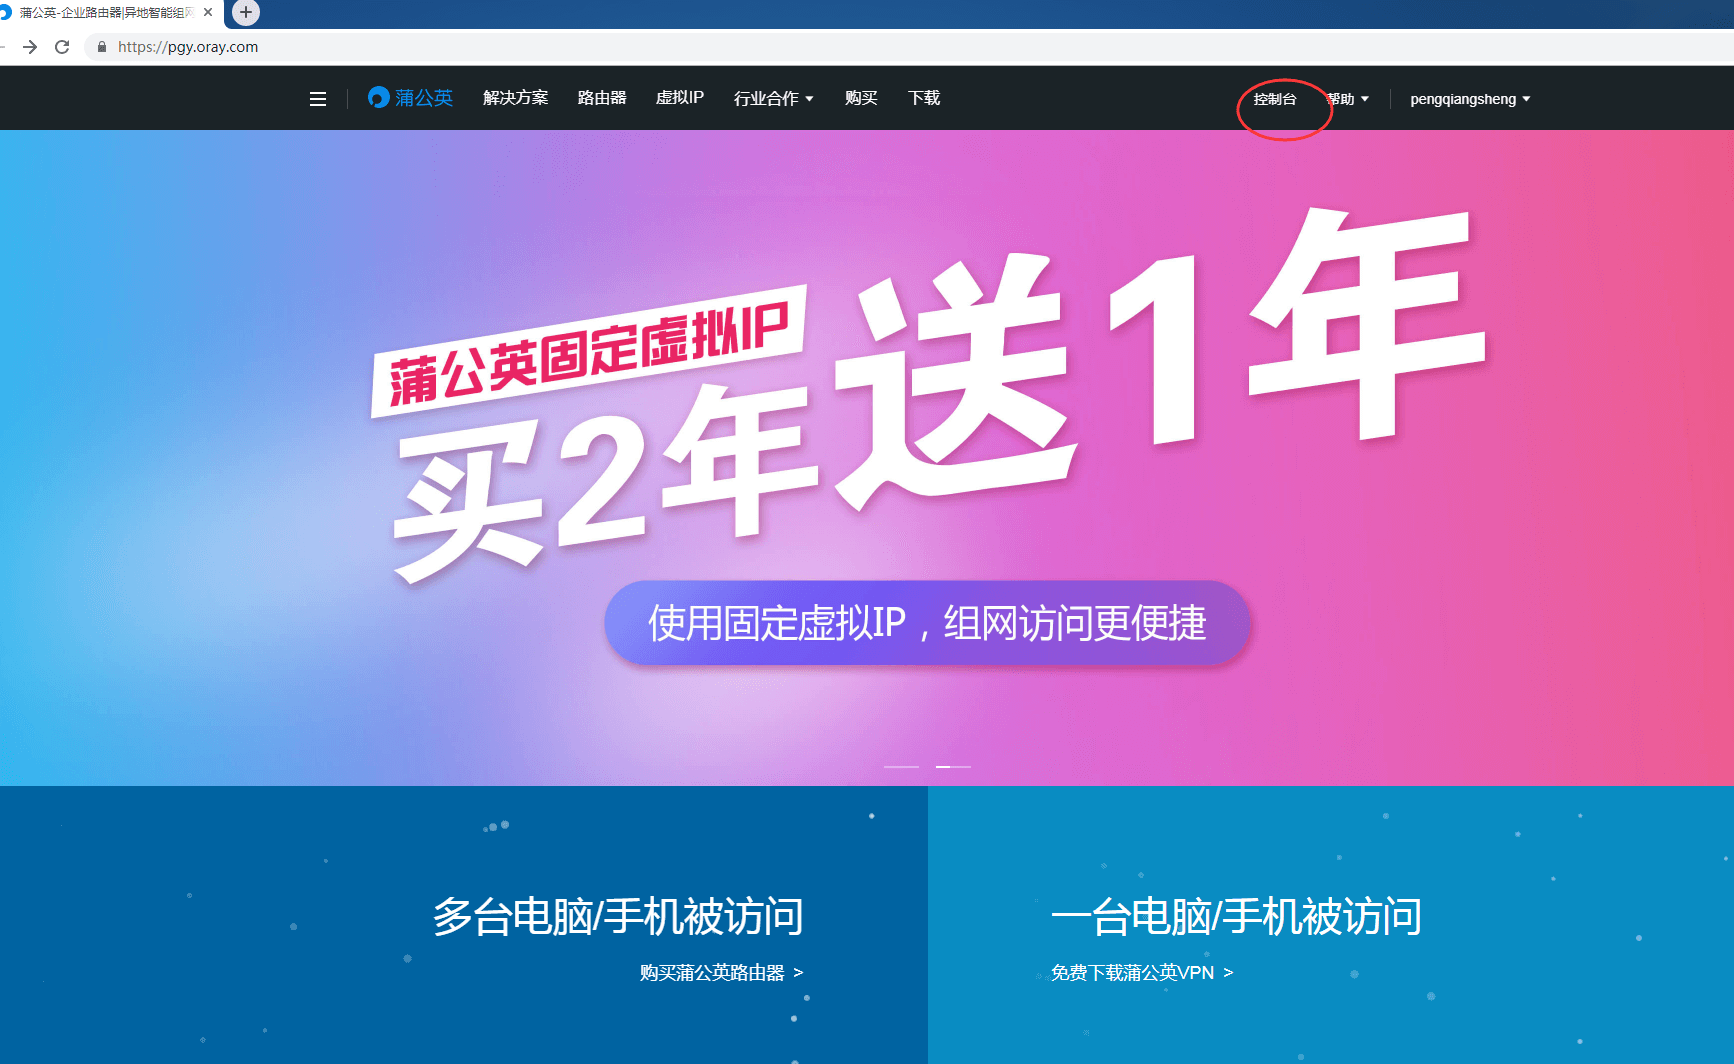 蒲公英-企业路由器|异地智能组网
https://pgy.oray.com
蒲公英 解决方案 路由器 虚拟IP 行业合作 购买 下载 控制台 帮助 pengqiangsheng
蒲公英固定虚拟IP
买2年送1年
使用固定虚拟IP，组网访问更便捷
多台电脑/手机被访问
购买蒲公英路由器 >
一台电脑/手机被访问
免费下载蒲公英VPN >